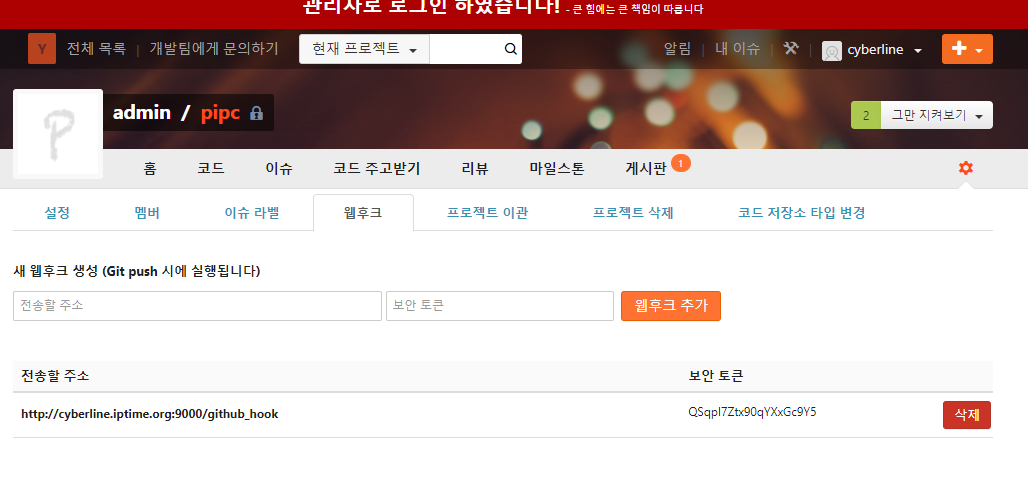 관리자로 로그인 하였습니다! - 큰 힘에는 큰 책임이 따릅니다
Y 전체 목록 | 개발팀에게 문의하기 현재 프로젝트 알림 | 내 이슈 | cyberline
admin / pipc 2 그만 지켜보기
홈 코드 이슈 코드 주고받기 리뷰 마일스톤 게시판 1
설정 멤버 이슈 라벨 웹후크 프로젝트 이관 프로젝트 삭제 코드 저장소 타입 변경
새 웹후크 생성 (Git push 시에 실행됩니다)
전송할 주소 보안 토큰 웹후크 추가
전송할 주소 보안 토큰
http://cyberline.iptime.org:9000/github_hook QSqpI7Ztx90qYXxGc9Y5 삭제